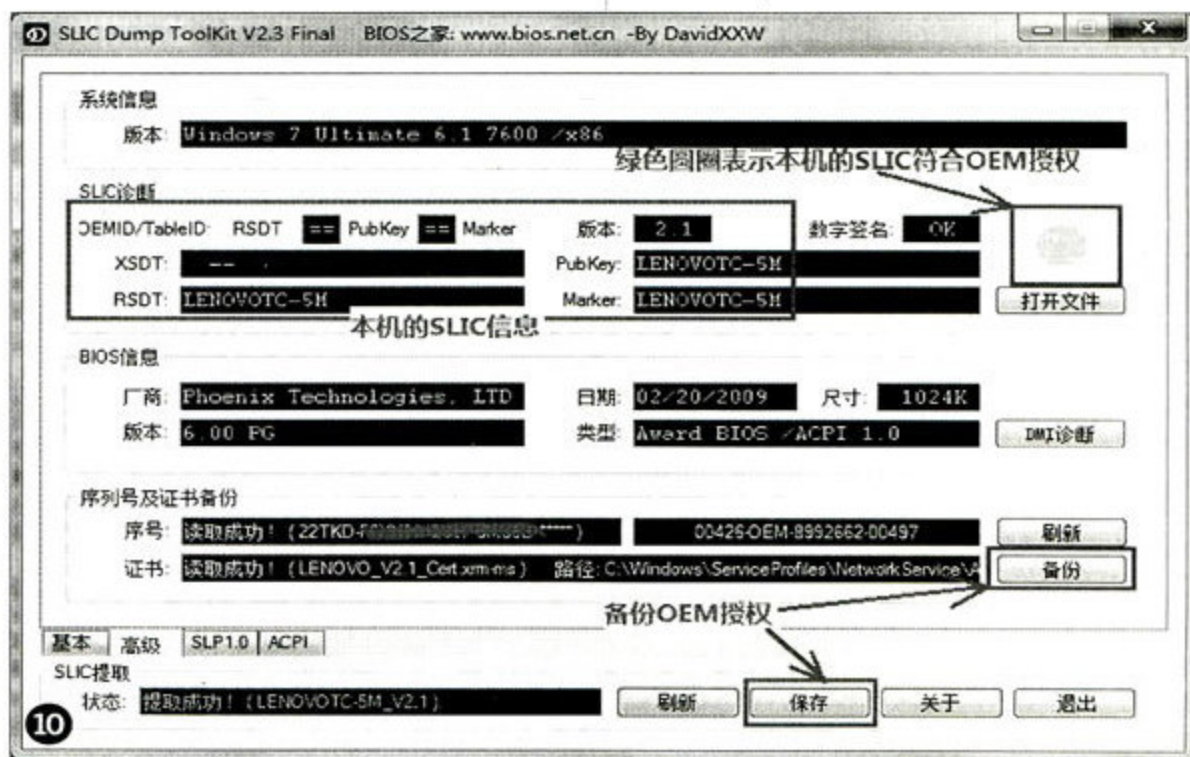 SLIC Dump ToolKit V2.3 Final BIOS之家: www.bios.net.cn -By DavidXXW
系统信息
版本: Windows 7 Ultimate 6.1 7600 /x86
绿色圆圈表示本机的SLIC符合OEM授权
SLIC诊断
OEMID/TableID: RSDT == PubKey == Marker 版本: 2.1 数字签名: OK
XSDT: -- PubKey: LENOVOTC-5M
RSDT: LENOVOTC-5M Marker: LENOVOTC-5M 打开文件
本机的SLIC信息
BIOS信息
厂商: Phoenix Technologies, LTD 日期: 02/20/2009 尺寸: 1024K
版本: 6.00 PG 类型: Award BIOS /ACPI 1.0 DMI诊断
序列号及证书备份
序号: 读取成功! (22TKD- *****) 00426-OEM-8992662-00497 刷新
证书: 读取成功! (LENOVO_V2.1_Cert.xrm-ms) 路径: C:\Windows\ServiceProfiles\NetworkService\A 备份
备份OEM授权
基本 高级 SLP1.0 ACPI
SLIC提取
状态: 提取成功! (LENOVOTC-5M_V2.1) 刷新 保存 关于 退出
10